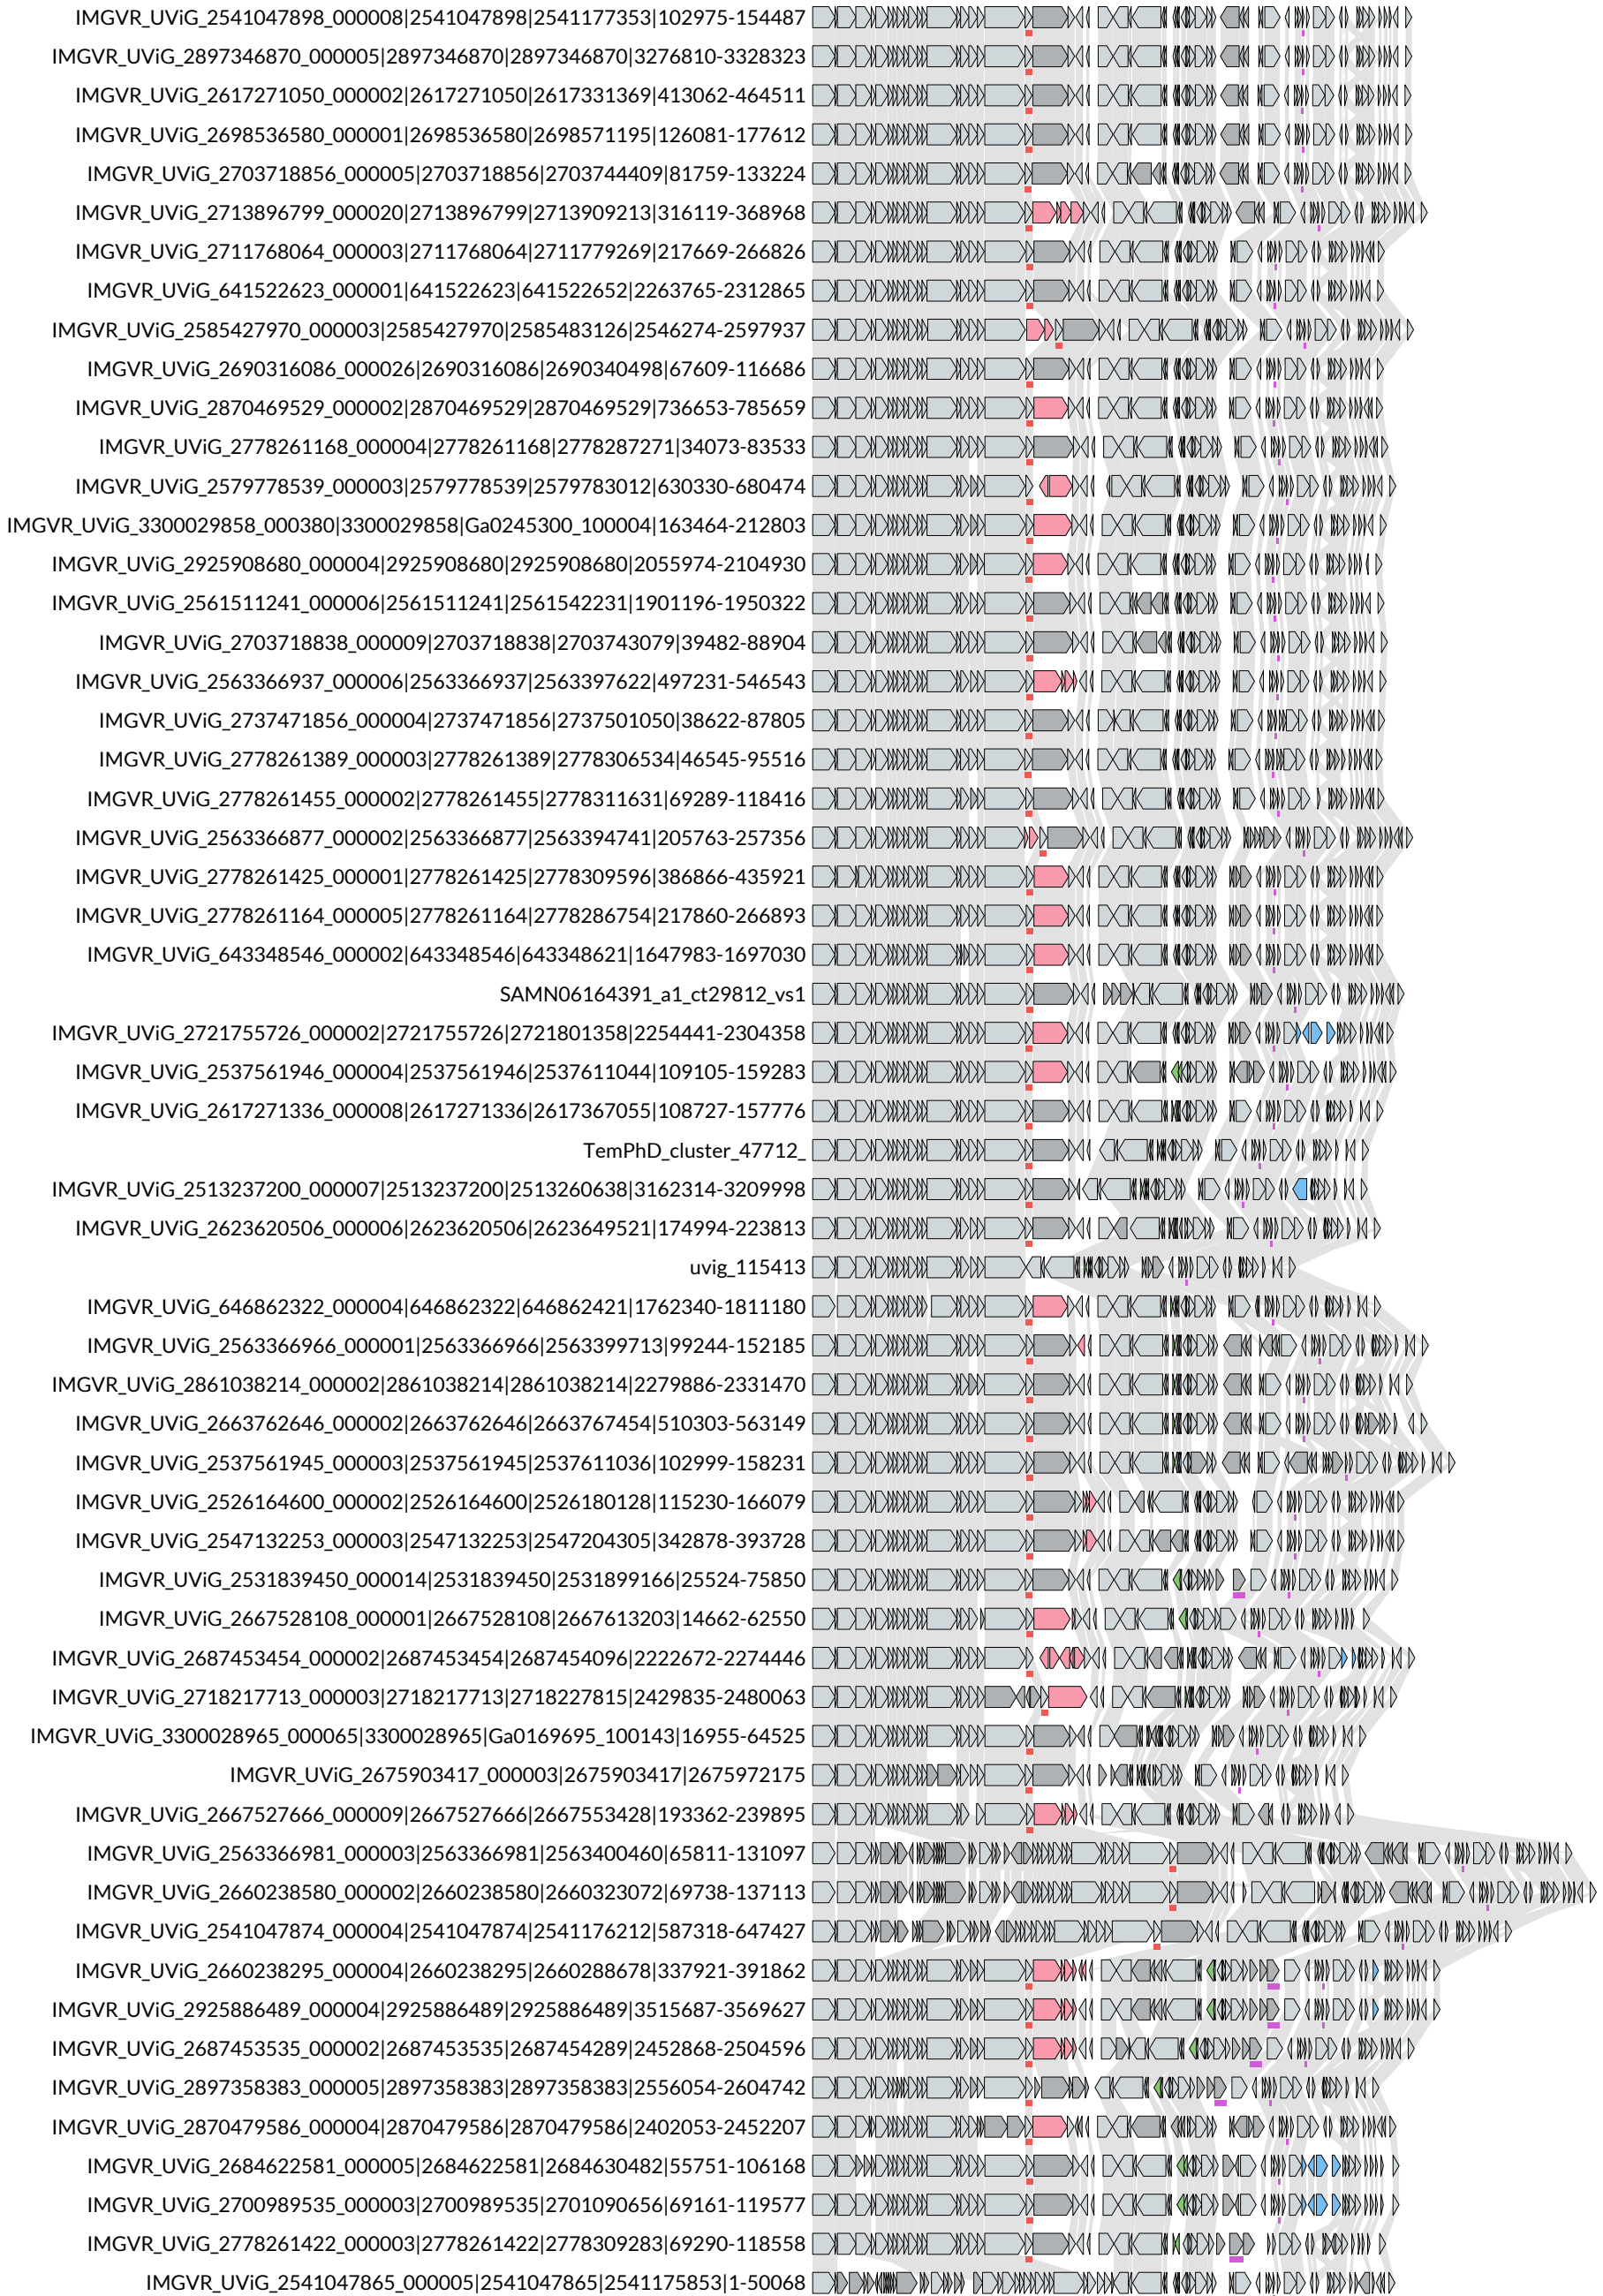 IMGVR_UViG_2541047898_000008|2541047898|2541177353|102975-154487
IMGVR_UViG_2897346870_000005|2897346870|2897346870|3276810-3328323
IMGVR_UViG_2617271050_000002|2617271050|2617331369|413062-464511
IMGVR_UViG_2698536580_000001|2698536580|2698571195|126081-177612
IMGVR_UViG_2703718856_000005|2703718856|2703744409|81759-133224
IMGVR_UViG_2713896799_000020|2713896799|2713909213|316119-368968
IMGVR_UViG_2711768064_000003|2711768064|2711779269|217669-266826
IMGVR_UViG_641522623_000001|641522623|641522652|2263765-2312865
IMGVR_UViG_2585427970_000003|2585427970|2585483126|2546274-2597937
IMGVR_UViG_2690316086_000026|2690316086|2690340498|67609-116686
IMGVR_UViG_2870469529_000002|2870469529|2870469529|736653-785659
IMGVR_UViG_2778261168_000004|2778261168|2778287271|34073-83533
IMGVR_UViG_2579778539_000003|2579778539|2579783012|630330-680474
IMGVR_UViG_3300029858_000380|3300029858|Ga0245300_100004|163464-212803
IMGVR_UViG_2925908680_000004|2925908680|2925908680|2055974-2104930
IMGVR_UViG_2561511241_000006|2561511241|2561542231|1901196-1950322
IMGVR_UViG_2703718838_000009|2703718838|2703743079|39482-88904
IMGVR_UViG_2563366937_000006|2563366937|2563397622|497231-546543
IMGVR_UViG_2737471856_000004|2737471856|2737501050|38622-87805
IMGVR_UViG_2778261389_000003|2778261389|2778306534|46545-95516
IMGVR_UViG_2778261455_000002|2778261455|2778311631|69289-118416
IMGVR_UViG_2563366877_000002|2563366877|2563394741|205763-257356
IMGVR_UViG_2778261425_000001|2778261425|2778309596|386866-435921
IMGVR_UViG_2778261164_000005|2778261164|2778286754|217860-266893
IMGVR_UViG_643348546_000002|643348546|643348621|1647983-1697030
SAMN06164391_a1_ct29812_vs1
IMGVR_UViG_2721755726_000002|2721755726|2721801358|2254441-2304358
IMGVR_UViG_2537561946_000004|2537561946|2537611044|109105-159283
IMGVR_UViG_2617271336_000008|2617271336|2617367055|108727-157776
TemPhD_cluster_47712_
IMGVR_UViG_2513237200_000007|2513237200|2513260638|3162314-3209998
IMGVR_UViG_2623620506_000006|2623620506|2623649521|174994-223813
uvig_115413
IMGVR_UViG_646862322_000004|646862322|646862421|1762340-1811180
IMGVR_UViG_2563366966_000001|2563366966|2563399713|99244-152185
IMGVR_UViG_2861038214_000002|2861038214|2861038214|2279886-2331470
IMGVR_UViG_2663762646_000002|2663762646|2663767454|510303-563149
IMGVR_UViG_2537561945_000003|2537561945|2537611036|102999-158231
IMGVR_UViG_2526164600_000002|2526164600|2526180128|115230-166079
IMGVR_UViG_2547132253_000003|2547132253|2547204305|342878-393728
IMGVR_UViG_2531839450_000014|2531839450|2531899166|25524-75850
IMGVR_UViG_2667528108_000001|2667528108|2667613203|14662-62550
IMGVR_UViG_2687453454_000002|2687453454|2687454096|2222672-2274446
IMGVR_UViG_2718217713_000003|2718217713|2718227815|2429835-2480063
IMGVR_UViG_3300028965_000065|3300028965|Ga0169695_100143|16955-64525
IMGVR_UViG_2675903417_000003|2675903417|2675972175
IMGVR_UViG_2667527666_000009|2667527666|2667553428|193362-239895
IMGVR_UViG_2563366981_000003|2563366981|2563400460|65811-131097
IMGVR_UViG_2660238580_000002|2660238580|2660323072|69738-137113
IMGVR_UViG_2541047874_000004|2541047874|2541176212|587318-647427
IMGVR_UViG_2660238295_000004|2660238295|2660288678|337921-391862
IMGVR_UViG_2925886489_000004|2925886489|2925886489|3515687-3569627
IMGVR_UViG_2687453535_000002|2687453535|2687454289|2452868-2504596
IMGVR_UViG_2897358383_000005|2897358383|2897358383|2556054-2604742
IMGVR_UViG_2870479586_000004|2870479586|2870479586|2402053-2452207
IMGVR_UViG_2684622581_000005|2684622581|2684630482|55751-106168
IMGVR_UViG_2700989535_000003|2700989535|2701090656|69161-119577
IMGVR_UViG_2778261422_000003|2778261422|2778309283|69290-118558
IMGVR_UViG_2541047865_000005|2541047865|2541175853|1-50068